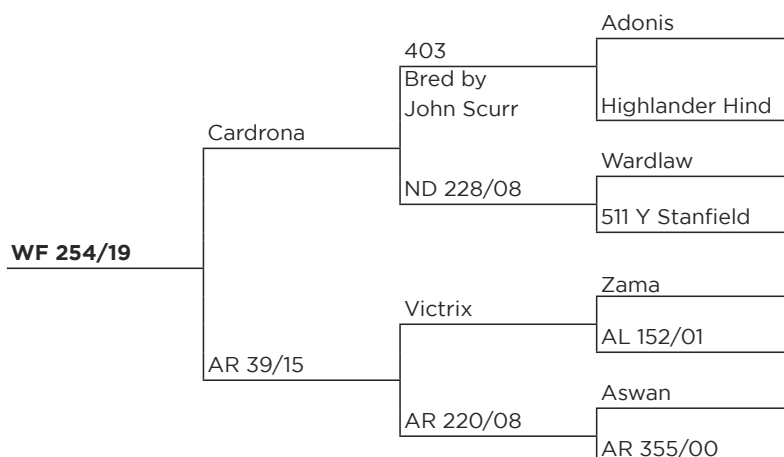 Adonis
403
Bred by
John Scurr
Highlander Hind
Cardrona
Wardlaw
ND 228/08
511 Y Stanfield
WF 254/19
Zama
Victrix
AL 152/01
AR 39/15
Aswan
AR 220/08
AR 355/00